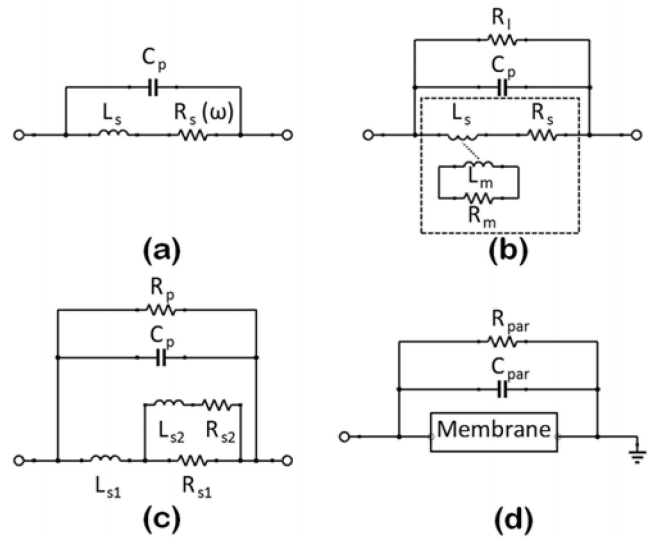 C_p
L_s R_s (ω)
(a)
R_l
C_p
L_s R_s
L_m
R_m
(b)
R_p
C_p
L_s2 R_s2
L_s1 R_s1
(c)
R_par
C_par
Membrane
(d)